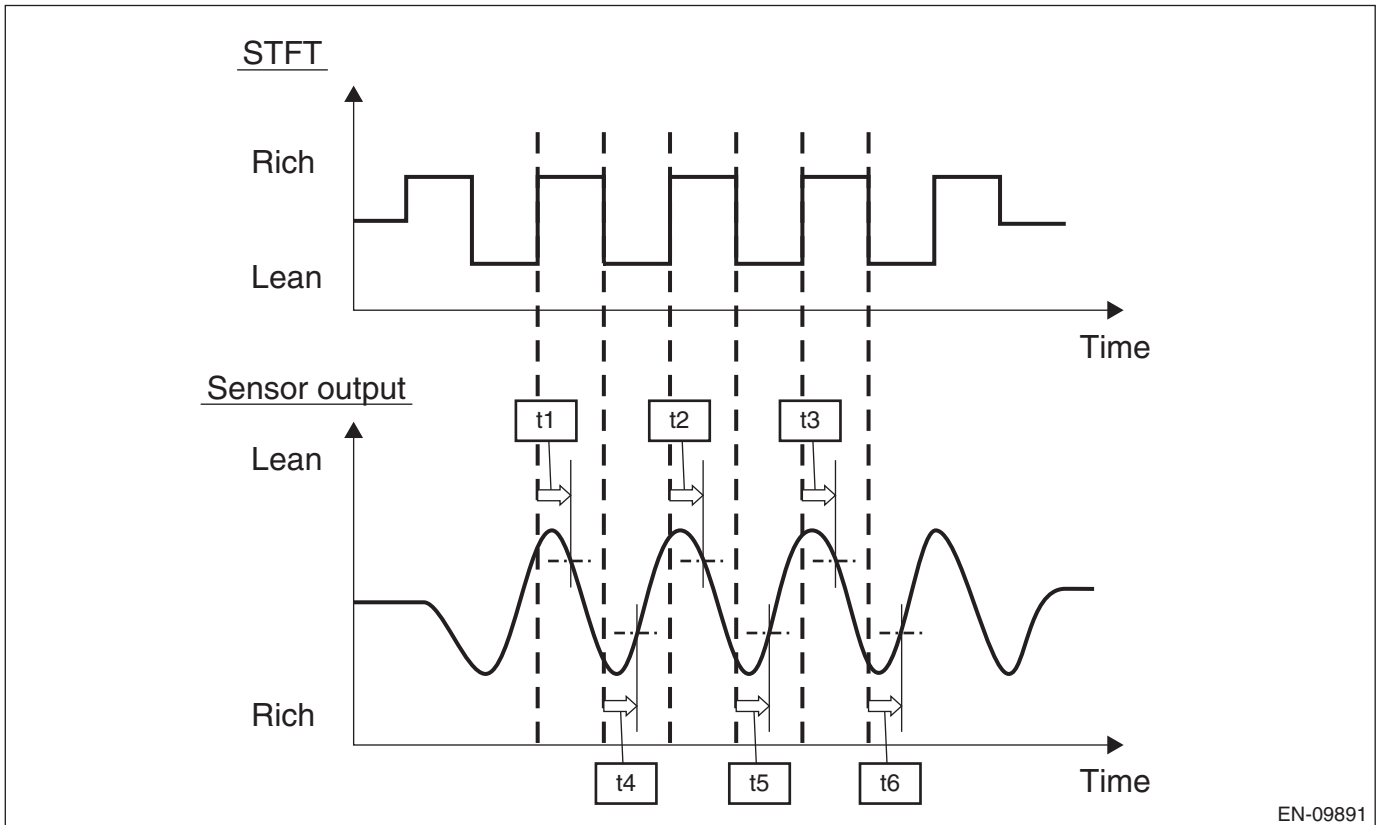 STFT
Rich
Lean
Time
Sensor output
t1
t2
t3
Lean
Rich
t4
t5
t6
Time
EN-09891